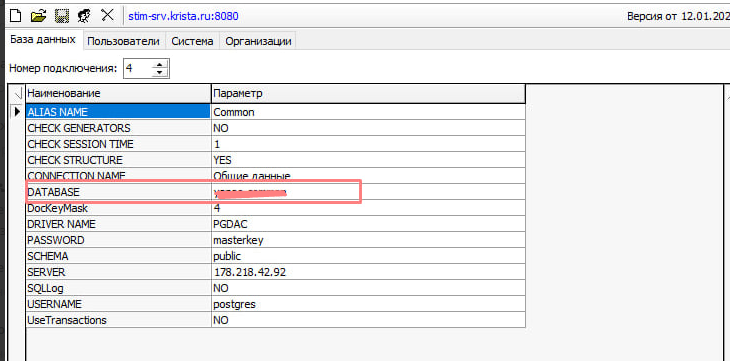 stim-srv.krista.ru:8080 Версия от 12.01.202
База данных Пользователи Система Организации
Номер подключения: 4
Наименование Параметр
ALIAS NAME Common
CHECK GENERATORS NO
CHECK SESSION TIME 1
CHECK STRUCTURE YES
CONNECTION NAME Общие данные
DATABASE
DocKeyMask 4
DRIVER NAME PGDAC
PASSWORD masterkey
SCHEMA public
SERVER 178.218.42.92
SQLLog NO
USERNAME postgres
UseTransactions NO